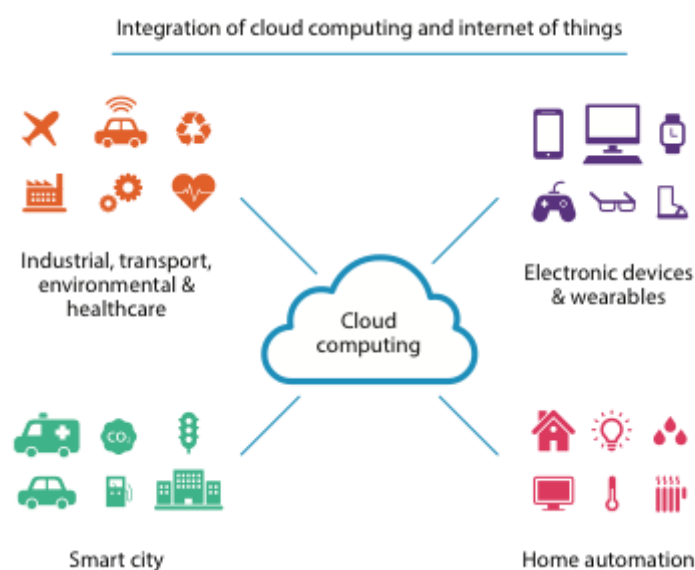 Integration of cloud computing and internet of things
Industrial, transport,
environmental &
healthcare
Electronic devices
& wearables
Cloud
computing
CO₂
Smart city
Home automation